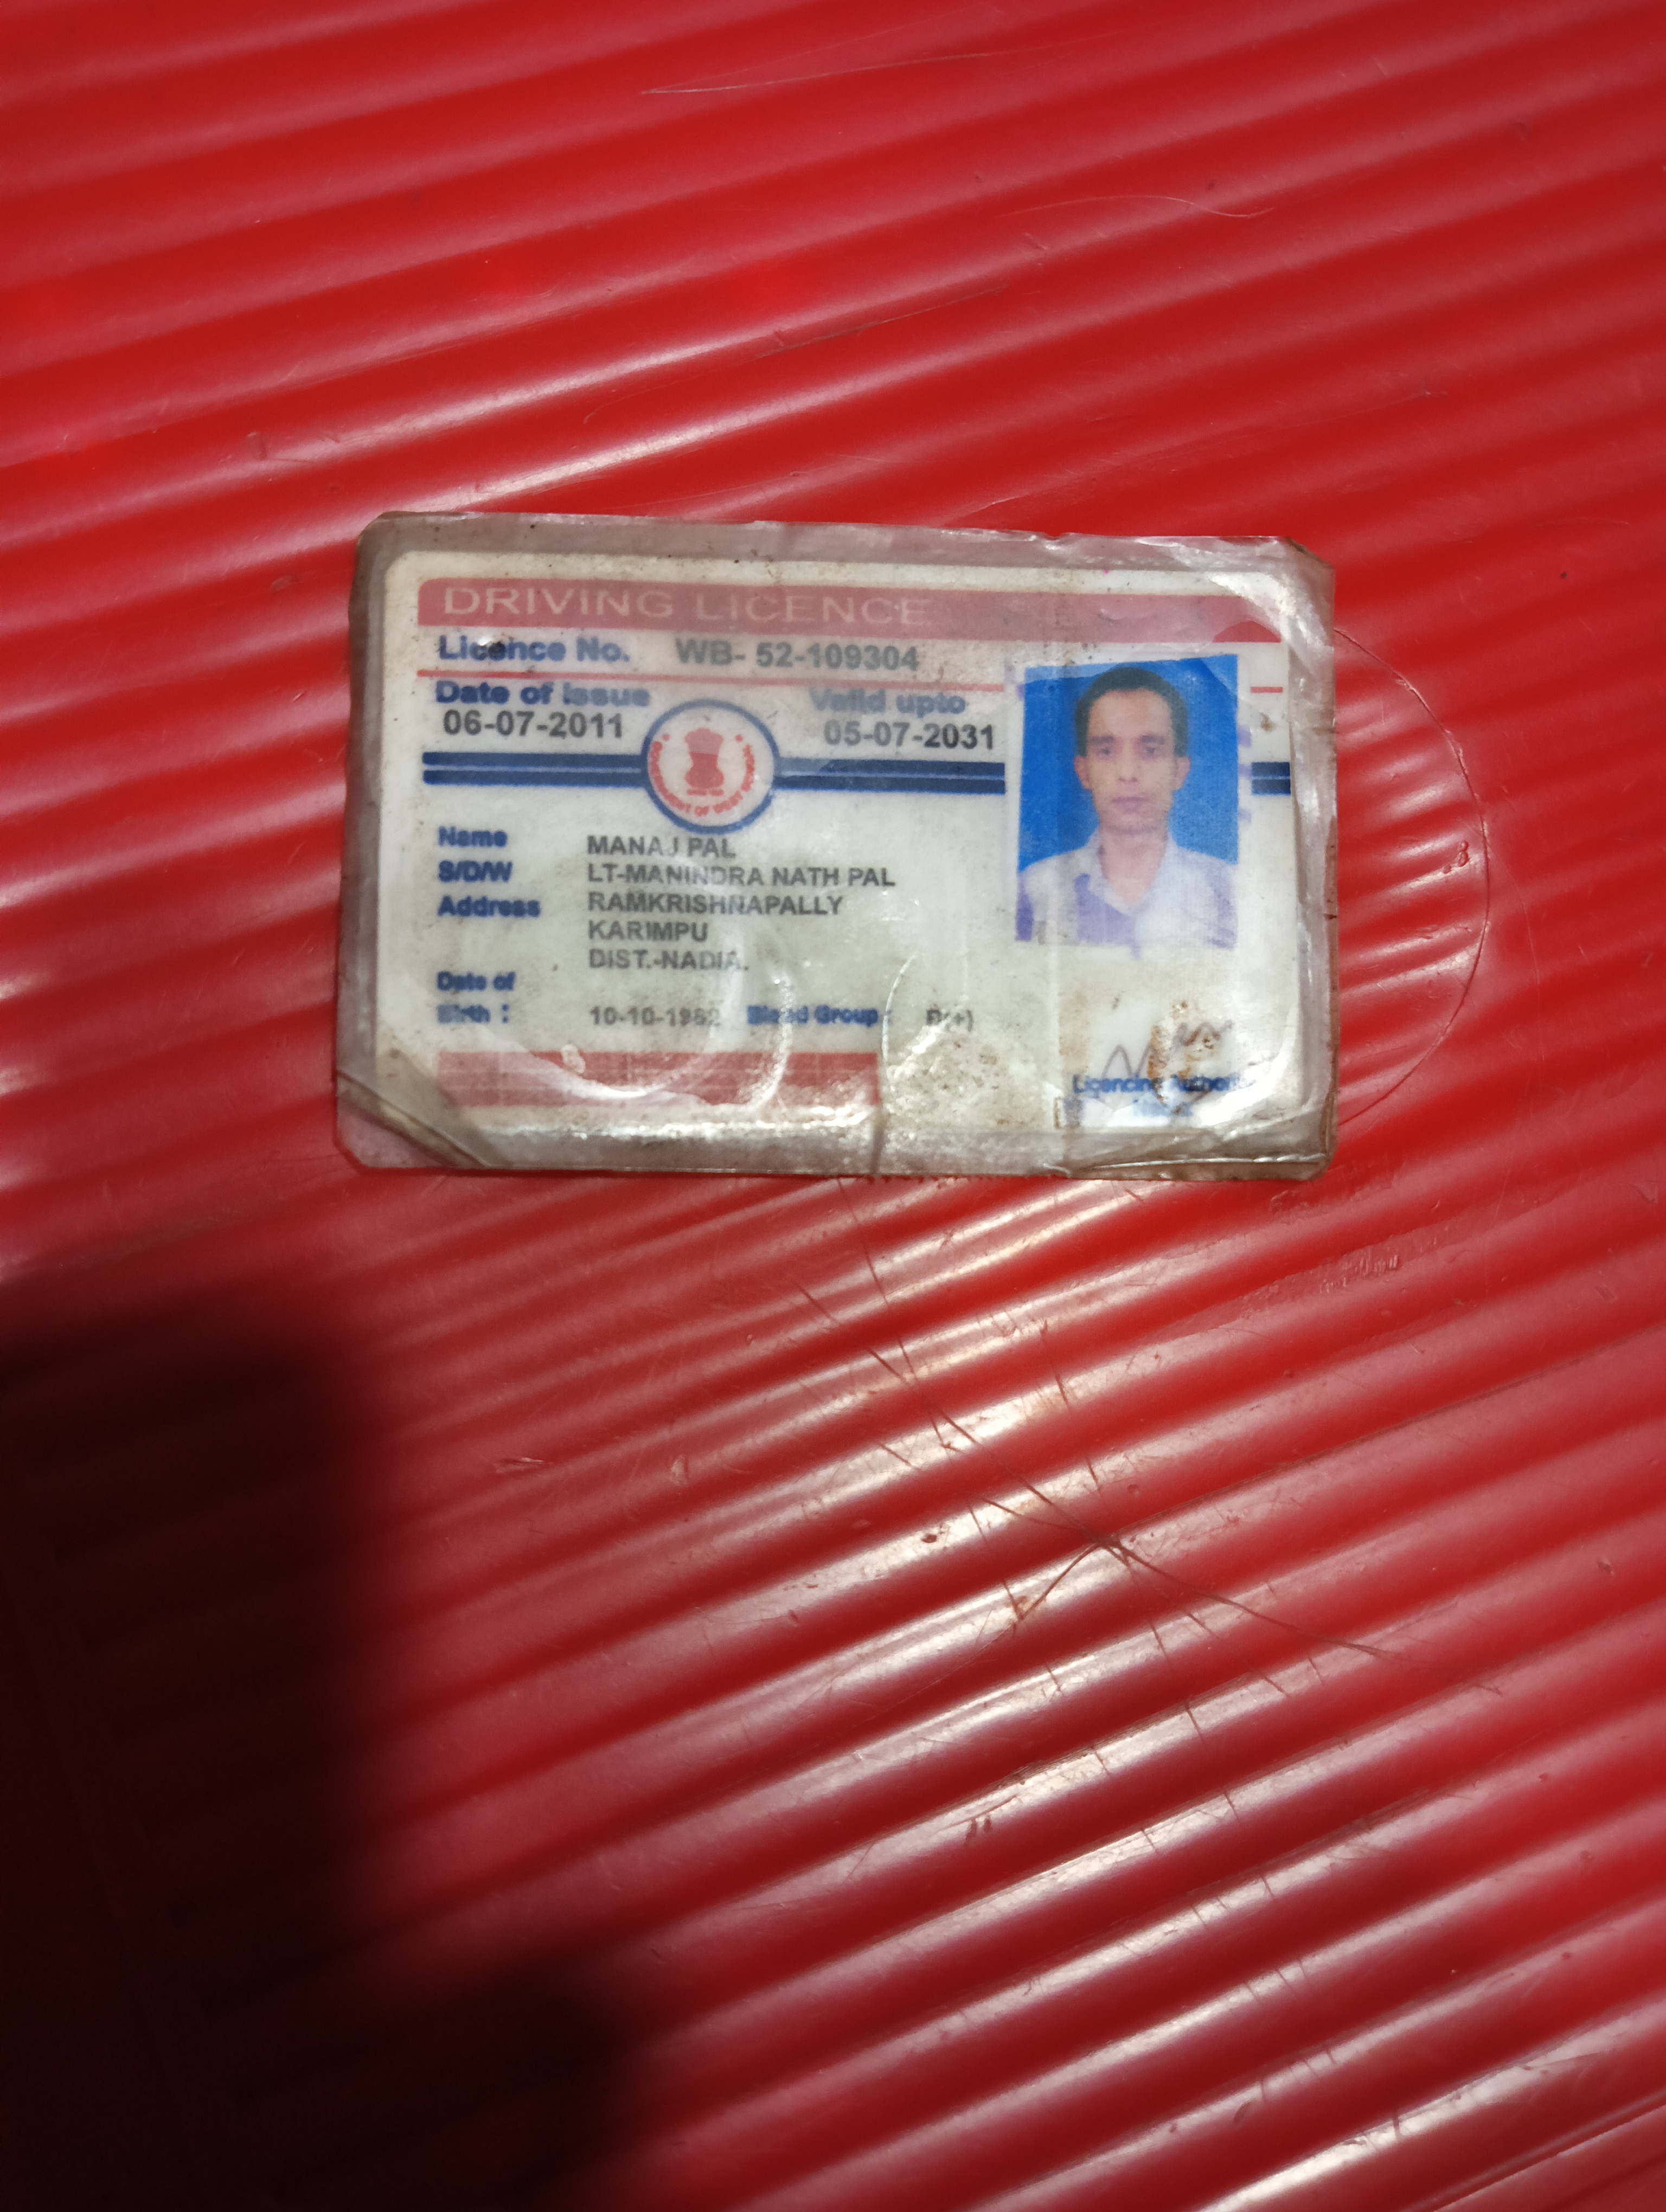 DRIVING LICENCE
Licence No. WB- 52-109304
Date of issue Valid upto
06-07-2011 05-07-2031
Name MANAJ PAL
S/D/W LT-MANINDRA NATH PAL
Address RAMKRISHNAPALLY
KARIMPU
DIST.-NADIA.
Date of
Birth : 10-10-1982 Blood Group : B(+)
Licencing